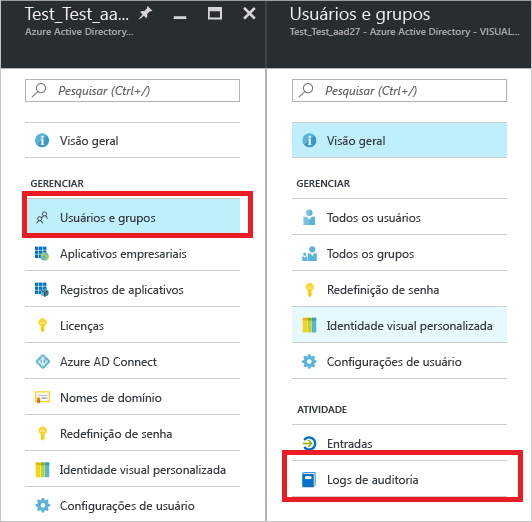 Test_Test_aa...
Azure Active Directory...
Pesquisar (Ctrl+/)
Visão geral
GERENCIAR
Usuários e grupos
Aplicativos empresariais
Registros de aplicativos
Licenças
Azure AD Connect
Nomes de domínio
Redefinição de senha
Identidade visual personalizada
Configurações de usuário
Usuários e grupos
Test_Test_aad27 - Azure Active Directory - VISUAL...
Pesquisar (Ctrl+/)
Visão geral
GERENCIAR
Todos os usuários
Todos os grupos
Redefinição de senha
Identidade visual personalizada
Configurações de usuário
ATIVIDADE
Entradas
Logs de auditoria